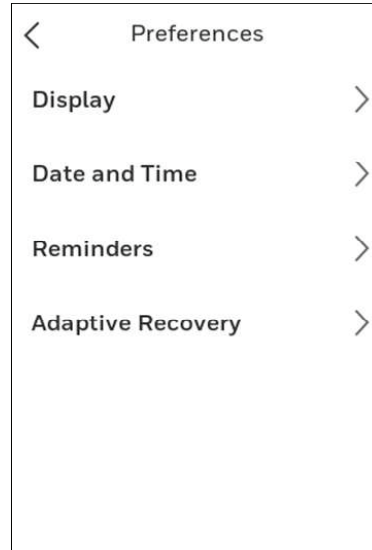 Preferences
Display
Date and Time
Reminders
Adaptive Recovery